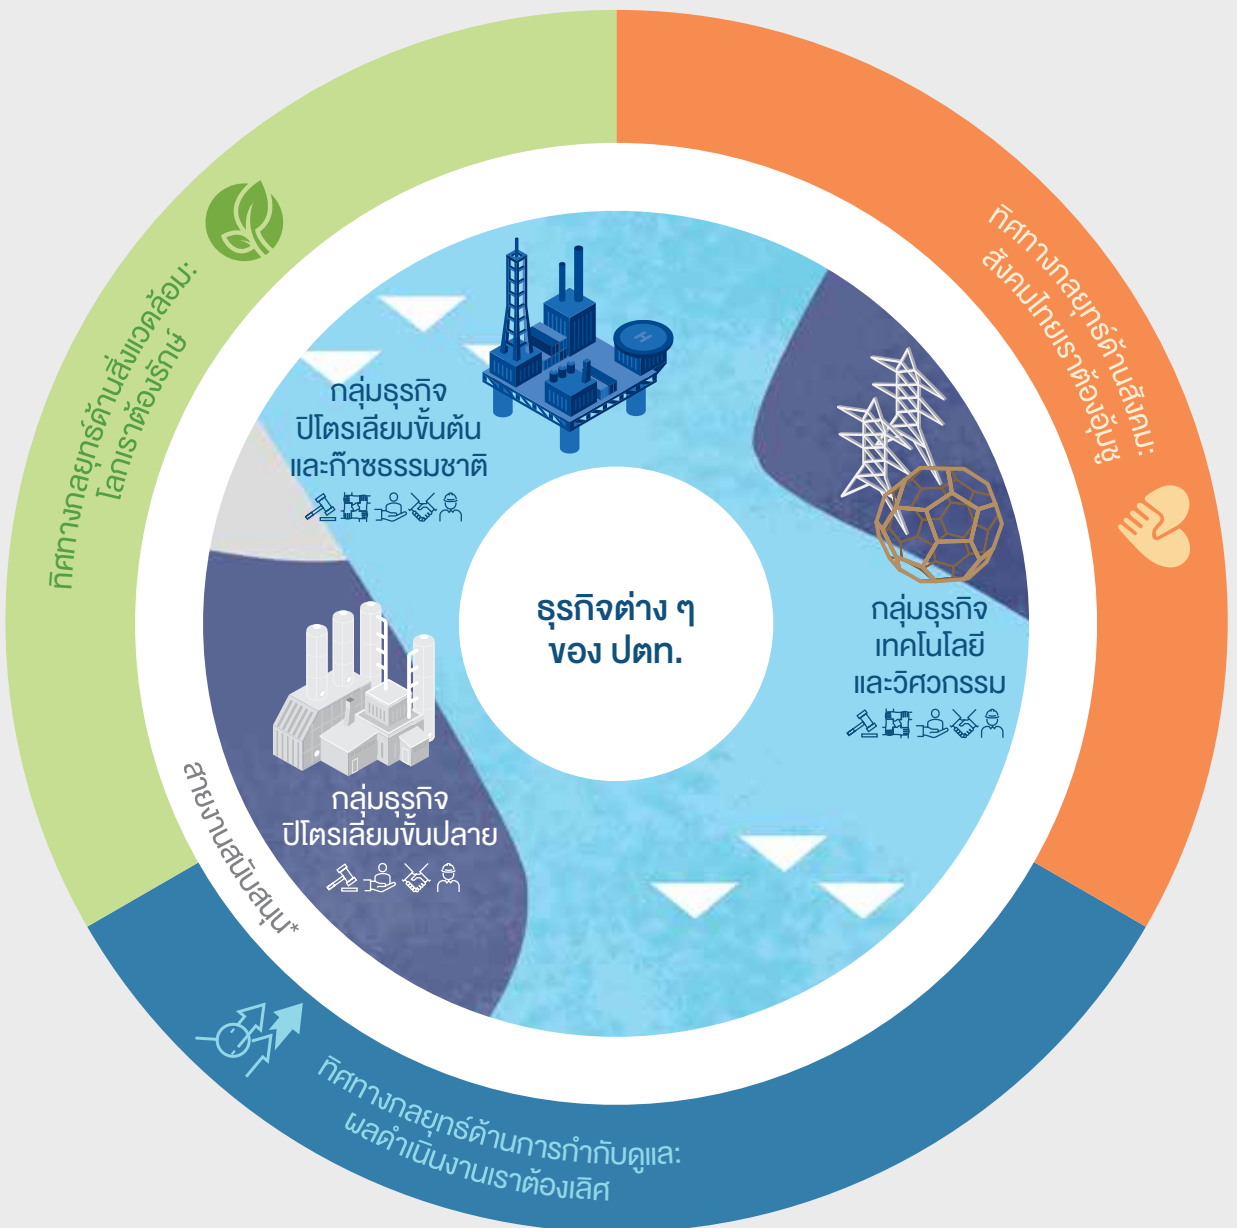 ทิศทางกลยุทธ์ด้านสิ่งแวดล้อม:
โลกเราต้องรักษ์
ทิศทางกลยุทธ์ด้านสังคม:
สังคมไทยเราต้องอุ้มชู
กลุ่มธุรกิจ
ปิโตรเลียมขั้นต้น
และก๊าซธรรมชาติ
H
ธุรกิจต่าง ๆ
ของ ปตท.
กลุ่มธุรกิจ
เทคโนโลยี
และวิศวกรรม
กลุ่มธุรกิจ
ปิโตรเลียมขั้นปลาย
สายงานสนับสนุน*
ทิศทางกลยุทธ์ด้านการกำกับดูแล:
ผลดำเนินงานเราต้องเลิศ